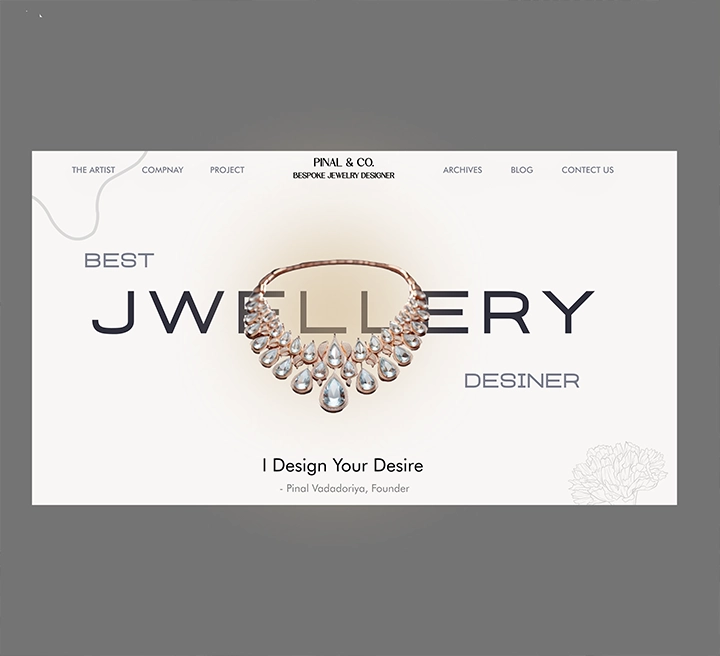 PINAL & CO.
BESPOKE JEWELRY DESIGNER
THE ARTIST COMPNAY PROJECT ARCHIVES BLOG CONTACT US
BEST
JWELLERY
DESINER
I Design Your Desire
- Pinal Vadadoriya, Founder